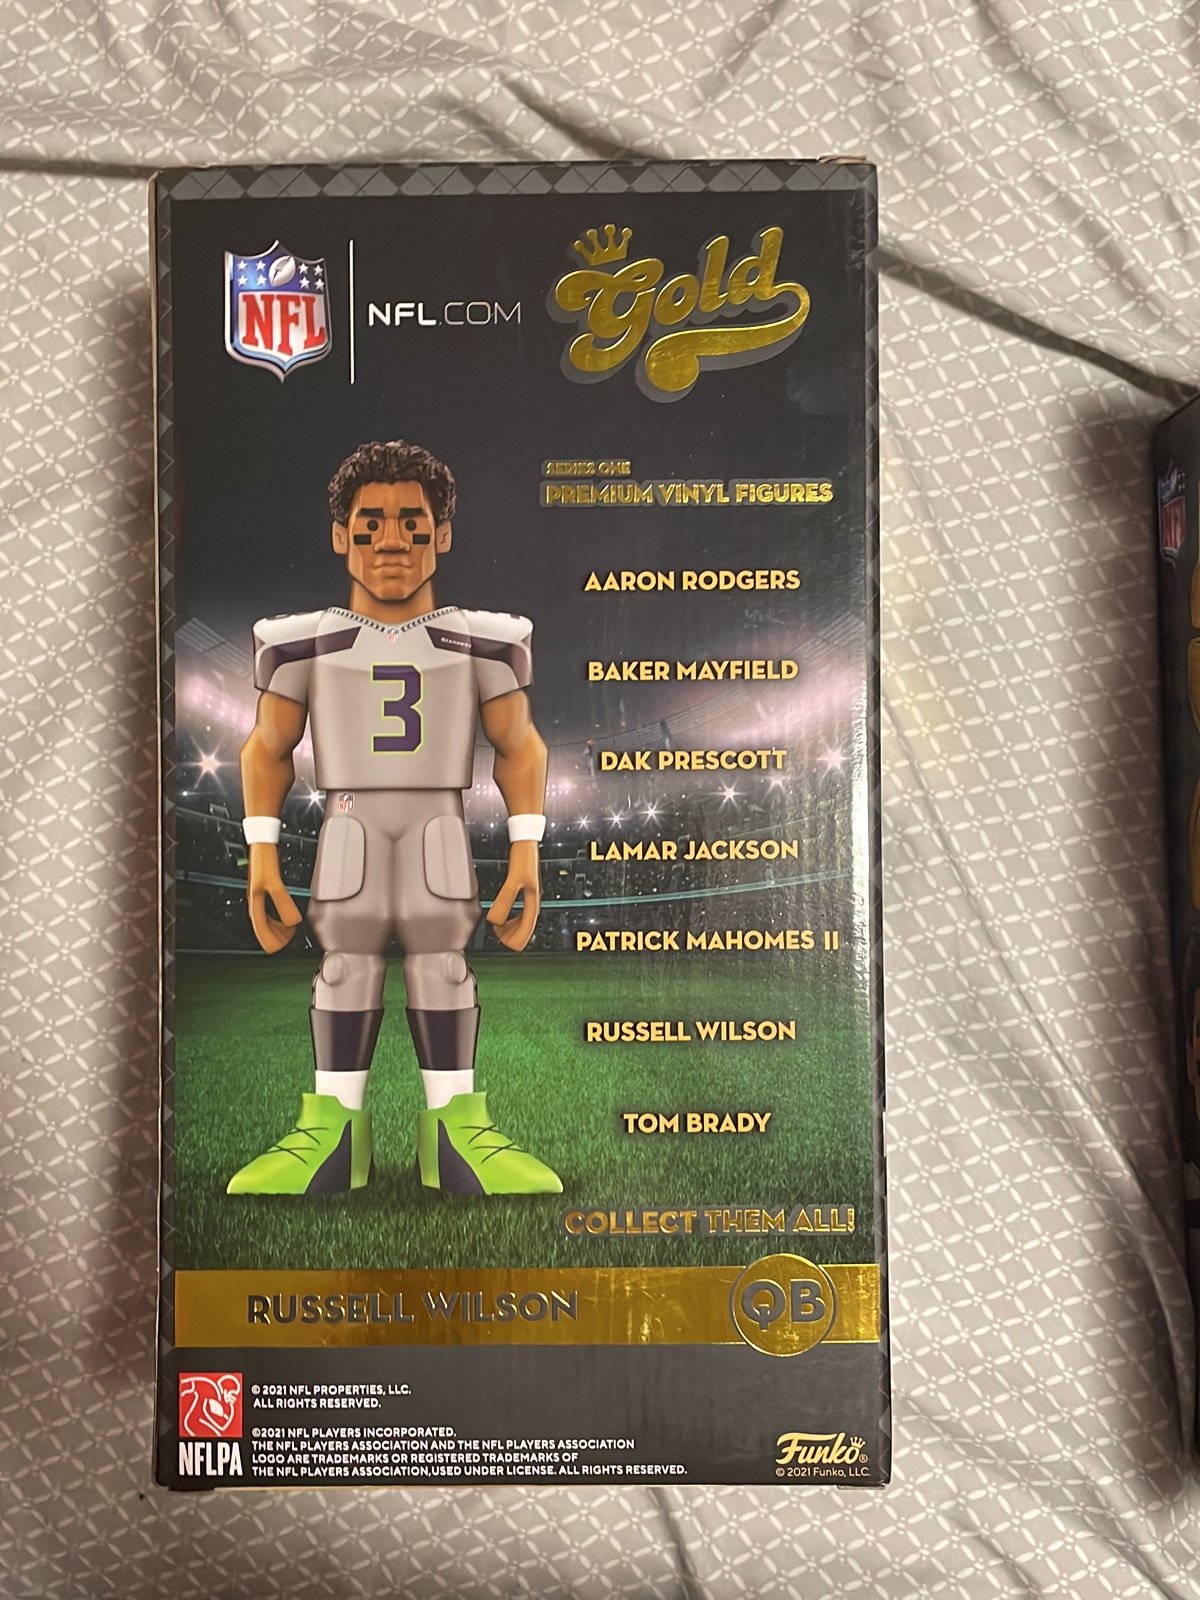 NFL
NFL.COM
Gold
SERIES ONE
PREMIUM VINYL FIGURES
AARON RODGERS
BAKER MAYFIELD
DAK PRESCOTT
LAMAR JACKSON
PATRICK MAHOMES II
RUSSELL WILSON
TOM BRADY
COLLECT THEM ALL!
SEAHAWKS
3
NFL
RUSSELL WILSON
QB
NFLPA
© 2021 NFL PROPERTIES, LLC.
ALL RIGHTS RESERVED.
©2021 NFL PLAYERS INCORPORATED.
THE NFL PLAYERS ASSOCIATION AND THE NFL PLAYERS ASSOCIATION
LOGO ARE TRADEMARKS OR REGISTERED TRADEMARKS OF
THE NFL PLAYERS ASSOCIATION,USED UNDER LICENSE. ALL RIGHTS RESERVED.
Funko®
© 2021 Funko, LLC.
NFL